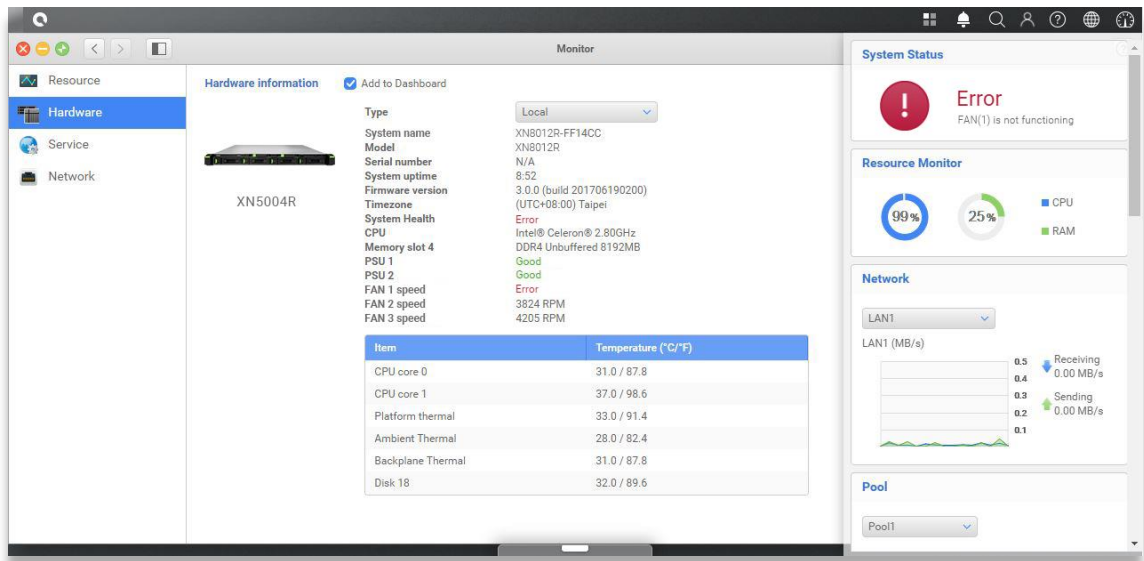 Monitor
Resource
Hardware
Service
Network
Hardware information
Add to Dashboard
XN5004R
Type Local
System name XN8012R-FF14CC
Model XN8012R
Serial number N/A
System uptime 8:52
Firmware version 3.0.0 (build 201706190200)
Timezone (UTC+08:00) Taipei
System Health Error
CPU Intel® Celeron® 2.80GHz
Memory slot 4 DDR4 Unbuffered 8192MB
PSU 1 Good
PSU 2 Good
FAN 1 speed Error
FAN 2 speed 3824 RPM
FAN 3 speed 4205 RPM
Item Temperature (°C/°F)
CPU core 0 31.0 / 87.8
CPU core 1 37.0 / 98.6
Platform thermal 33.0 / 91.4
Ambient Thermal 28.0 / 82.4
Backplane Thermal 31.0 / 87.8
Disk 18 32.0 / 89.6
System Status
Error
FAN(1) is not functioning
Resource Monitor
99%
25%
CPU
RAM
Network
LAN1
LAN1 (MB/s)
0.5
0.4
0.3
0.2
0.1
Receiving
0.00 MB/s
Sending
0.00 MB/s
Pool
Pool1